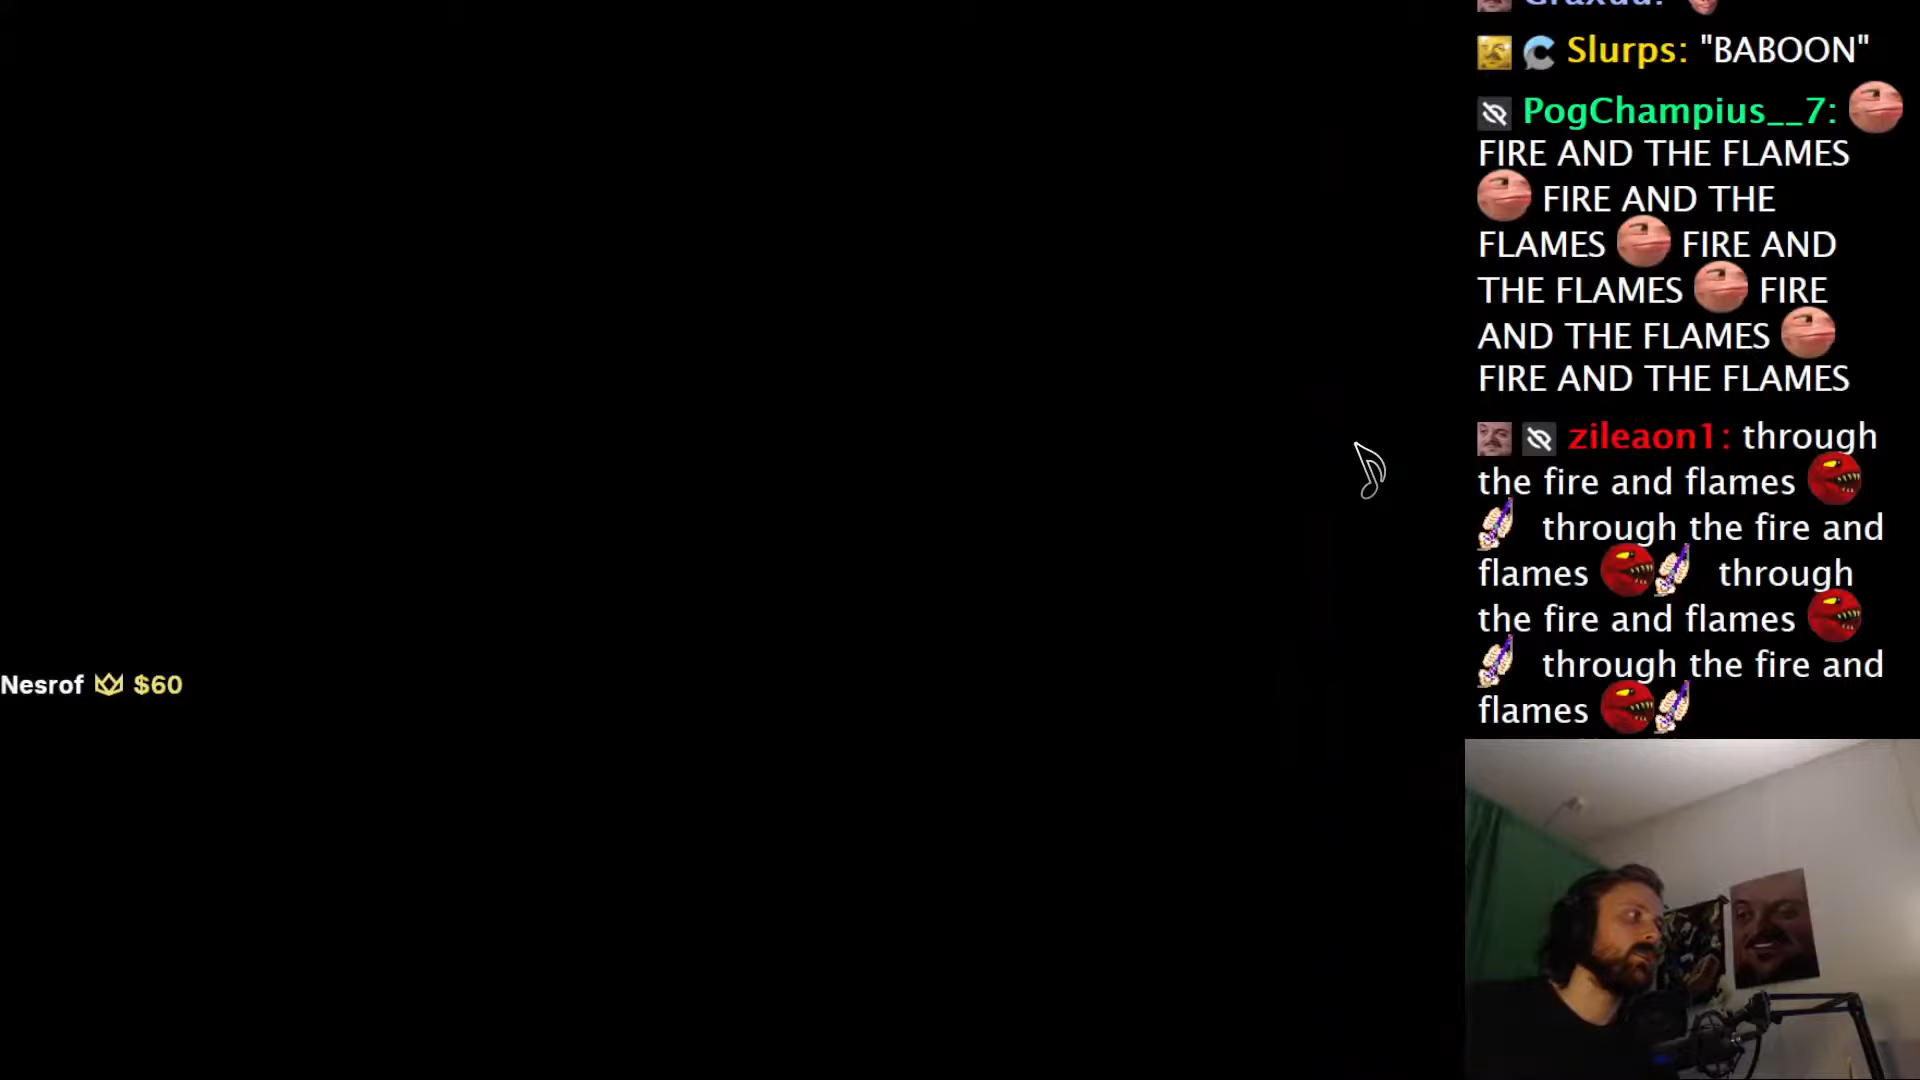 Slurps: "BABOON"
PogChampius__7:
FIRE AND THE FLAMES
FIRE AND THE
FLAMES FIRE AND
THE FLAMES FIRE
AND THE FLAMES
FIRE AND THE FLAMES
zileaon1: through
the fire and flames
through the fire and
flames through
the fire and flames
through the fire and
flames
Nesrof $60